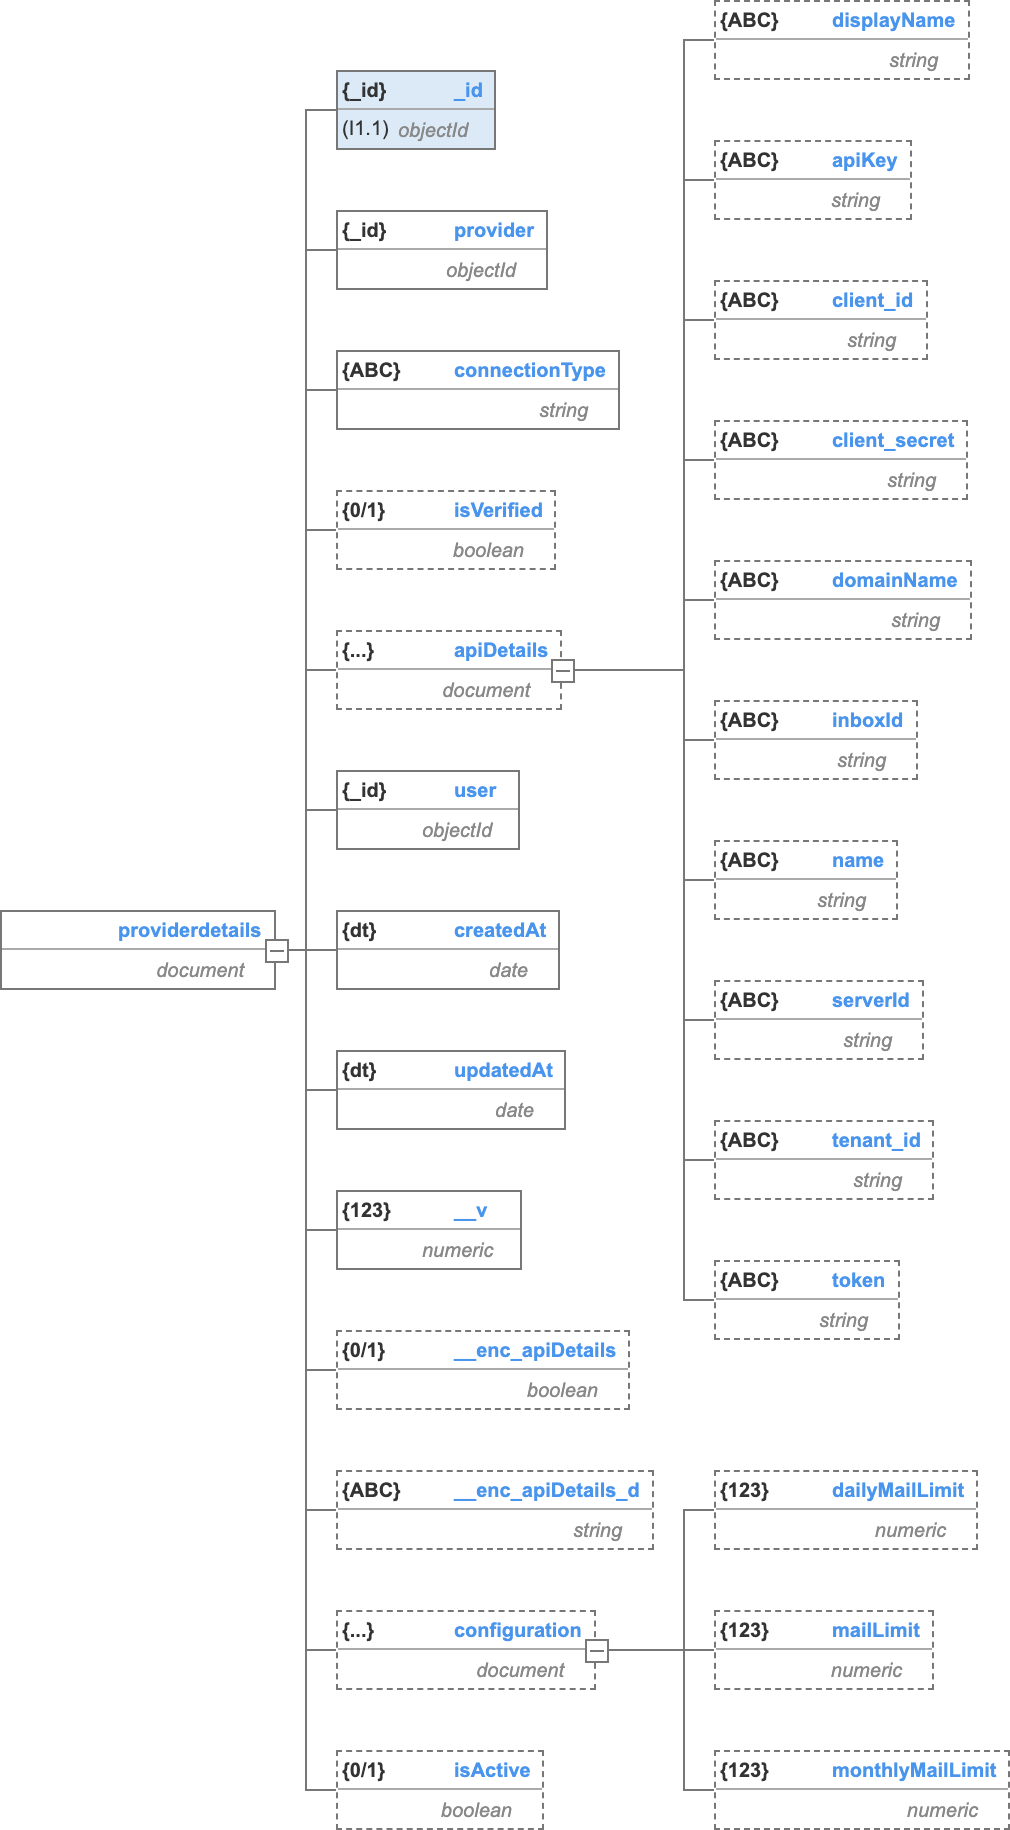 providerdetails
document
{_id} _id
(I1.1) objectId
{_id} provider
objectId
{ABC} connectionType
string
{0/1} isVerified
boolean
{...} apiDetails
document
{ABC} displayName
string
{ABC} apiKey
string
{ABC} client_id
string
{ABC} client_secret
string
{ABC} domainName
string
{ABC} inboxId
string
{ABC} name
string
{ABC} serverId
string
{ABC} tenant_id
string
{ABC} token
string
{_id} user
objectId
{dt} createdAt
date
{dt} updatedAt
date
{123} __v
numeric
{0/1} __enc_apiDetails
boolean
{ABC} __enc_apiDetails_d
string
{...} configuration
document
{123} dailyMailLimit
numeric
{123} mailLimit
numeric
{123} monthlyMailLimit
numeric
{0/1} isActive
boolean